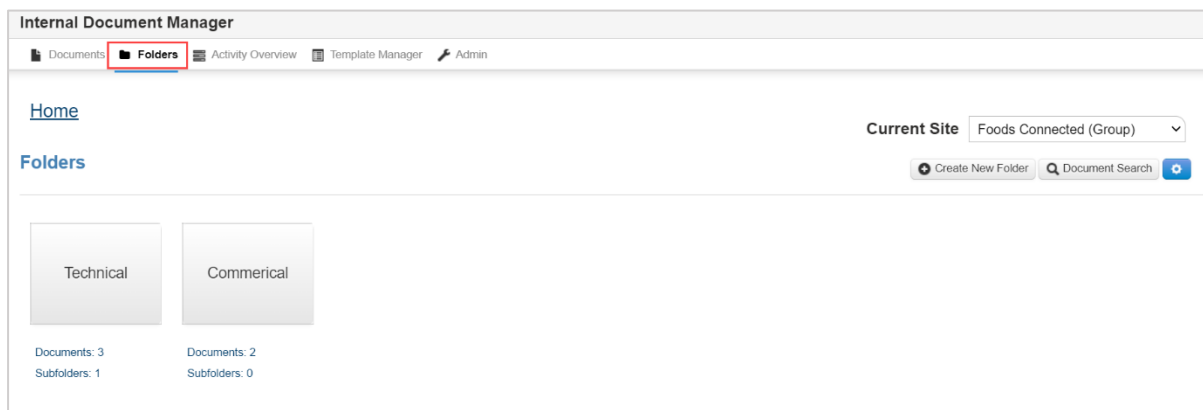 Internal Document Manager
Documents Folders Activity Overview Template Manager Admin
Home
Current Site Foods Connected (Group)
Folders
Create New Folder Document Search
Technical Commerical
Documents: 3 Documents: 2
Subfolders: 1 Subfolders: 0